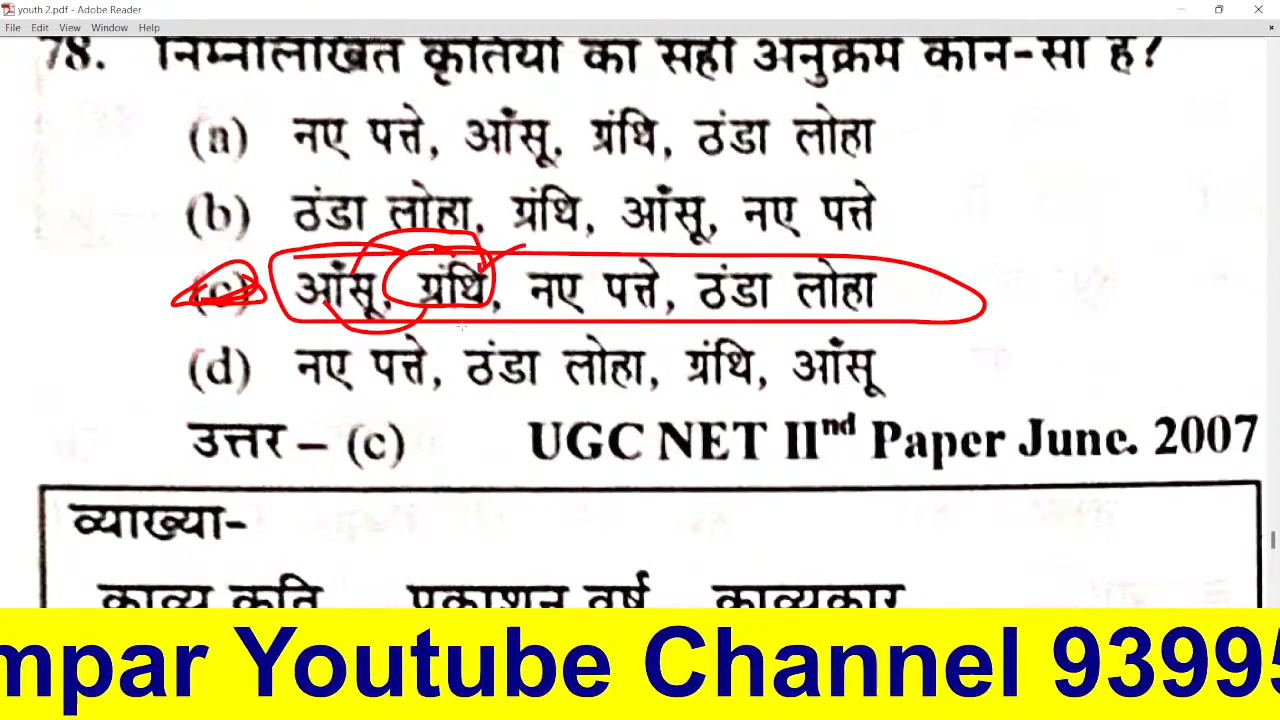 youth 2.pdf - Adobe Reader
File Edit View Window Help
78. निम्नलिखित कृतियों का सही अनुक्रम कौन-सा है?
(a) नए पत्ते, आँसू, ग्रंथि, ठंडा लोहा
(b) ठंडा लोहा, ग्रंथि, आँसू, नए पत्ते
(c) आँसू, ग्रंथि, नए पत्ते, ठंडा लोहा
(d) नए पत्ते, ठंडा लोहा, ग्रंथि, आँसू
उत्तर – (c) UGC NET IInd Paper June. 2007
व्याख्या-
काव्य कृति प्रकाशन वर्ष काव्यकार
mpar Youtube Channel 93995